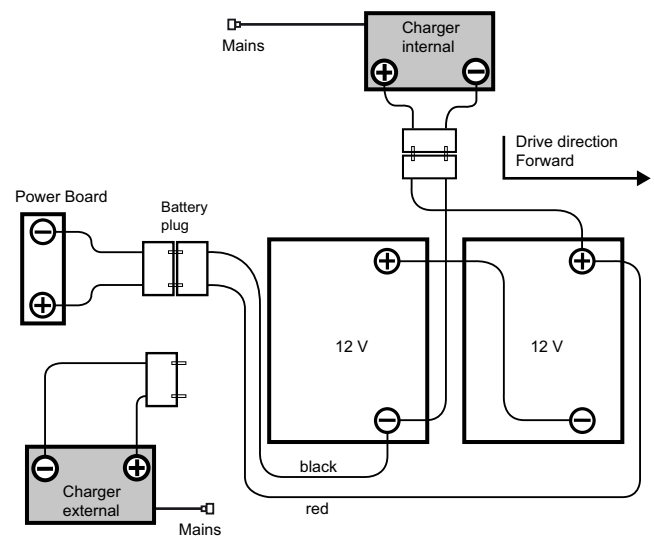 Mains
Charger
internal
Drive direction
Forward
Power Board
Battery
plug
12 V
12 V
black
red
Charger
external
Mains